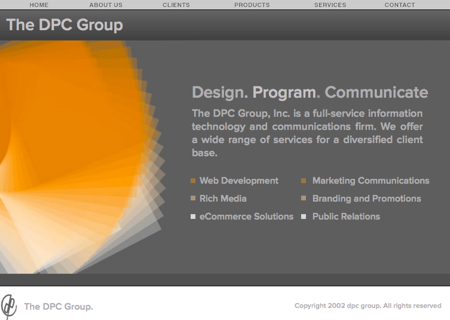 HOME ABOUT US CLIENTS PRODUCTS SERVICES CONTACT
The DPC Group
Design. Program. Communicate
The DPC Group, Inc. is a full-service information
technology and communications firm. We offer
a wide range of services for a diversified client
base.
Web Development Marketing Communications
Rich Media Branding and Promotions
eCommerce Solutions Public Relations
The DPC Group. Copyright 2002 dpc group. All rights reserved